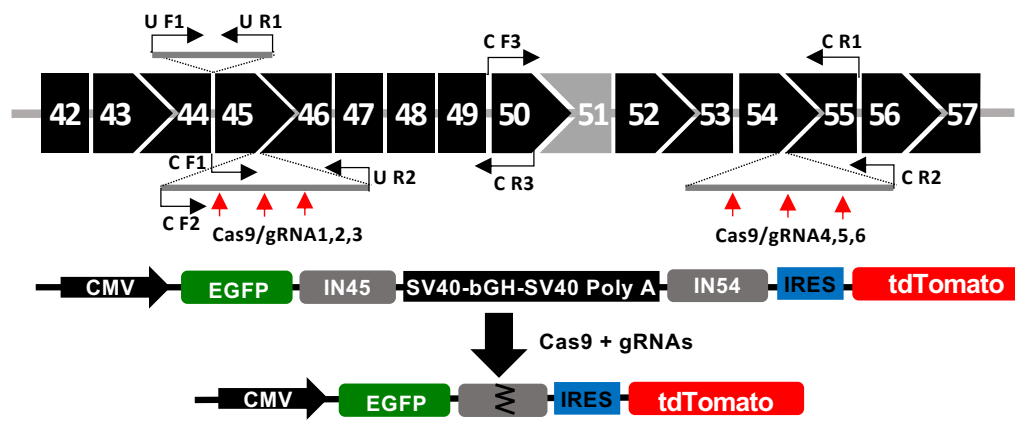 U F1 U R1
C F3 C R1
42 43 44 45 46 47 48 49 50 51 52 53 54 55 56 57
C F1 U R2 C R3 C R2
C F2
Cas9/gRNA1,2,3 Cas9/gRNA4,5,6
CMV EGFP IN45 SV40-bGH-SV40 Poly A IN54 IRES tdTomato
Cas9 + gRNAs
CMV EGFP IRES tdTomato